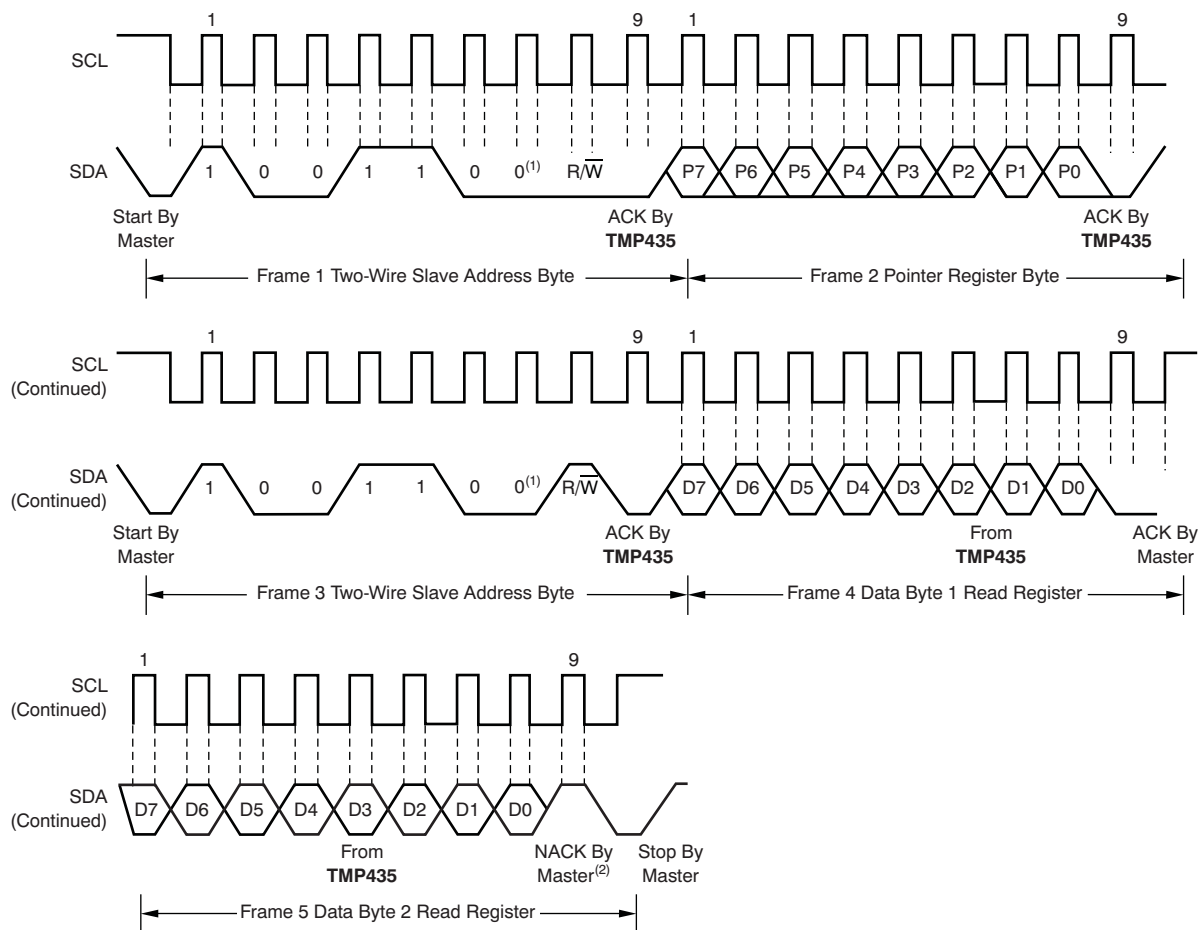 1 9 1 9
SCL
SDA 1 0 0 1 1 0 0(1) R/W̅ P7 P6 P5 P4 P3 P2 P1 P0
Start By ACK By ACK By
Master TMP435 TMP435
Frame 1 Two-Wire Slave Address Byte Frame 2 Pointer Register Byte
1 9 1 9
SCL
(Continued)
SDA 1 0 0 1 1 0 0(1) R/W̅ D7 D6 D5 D4 D3 D2 D1 D0
(Continued)
Start By ACK By From ACK By
Master TMP435 TMP435 Master
Frame 3 Two-Wire Slave Address Byte Frame 4 Data Byte 1 Read Register
1 9
SCL
(Continued)
SDA D7 D6 D5 D4 D3 D2 D1 D0
(Continued)
From NACK By Stop By
TMP435 Master(2) Master
Frame 5 Data Byte 2 Read Register